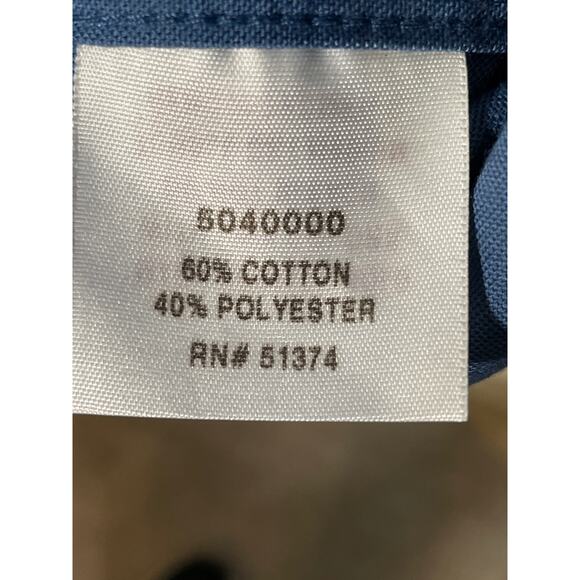 5040000
60% COTTON
40% POLYESTER
RN# 51374